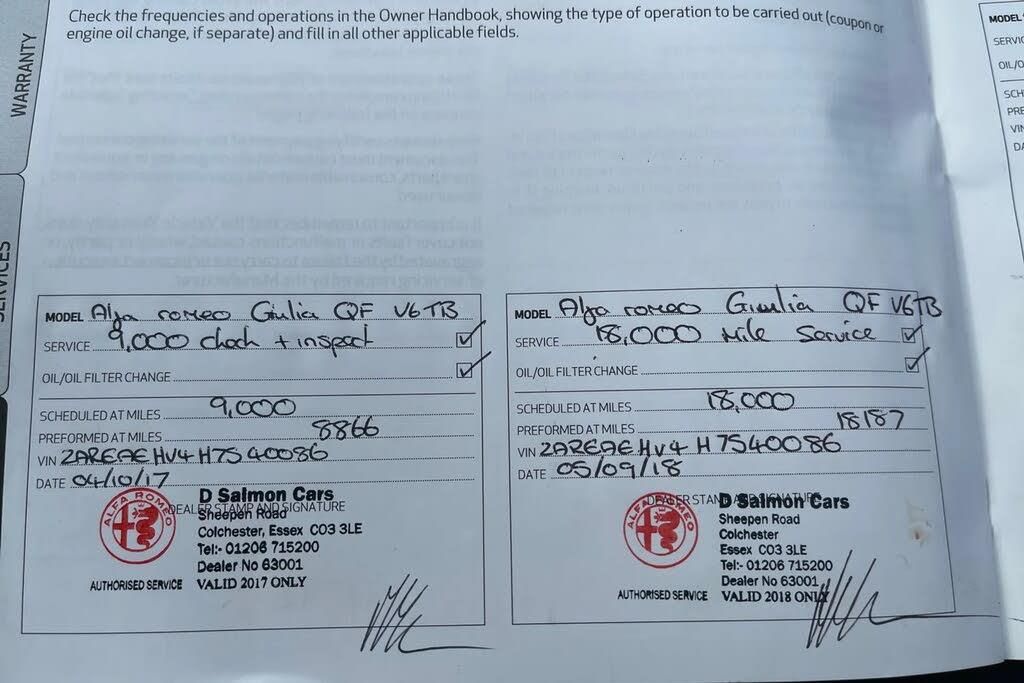 Check the frequencies and operations in the Owner Handbook, showing the type of operation to be carried out (coupon or
engine oil change, if separate) and fill in all other applicable fields.
WARRANTY
SERVICES
MODEL Alfa romeo Giulia QF V6TB
SERVICE 9,000 check + inspect
OIL/OIL FILTER CHANGE
SCHEDULED AT MILES 9,000
PREFORMED AT MILES 8866
VIN ZAREAEHV4H7540086
DATE 04/10/17
DEALER STAMP AND SIGNATURE
ALFA ROMEO
D Salmon Cars
Sheepen Road
Colchester, Essex CO3 3LE
Tel:- 01206 715200
Dealer No 63001
AUTHORISED SERVICE VALID 2017 ONLY
MODEL Alfa romeo Giulia QF V6TB
SERVICE 18,000 Mile Service
OIL/OIL FILTER CHANGE
SCHEDULED AT MILES 18,000
PREFORMED AT MILES 18187
VIN ZAREAEHV4H7540086
DATE 05/09/18
DEALER STAMP AND SIGNATURE
ALFA ROMEO
D Salmon Cars
Sheepen Road
Colchester
Essex CO3 3LE
Tel:- 01206 715200
Dealer No 63001
AUTHORISED SERVICE VALID 2018 ONLY
MODEL